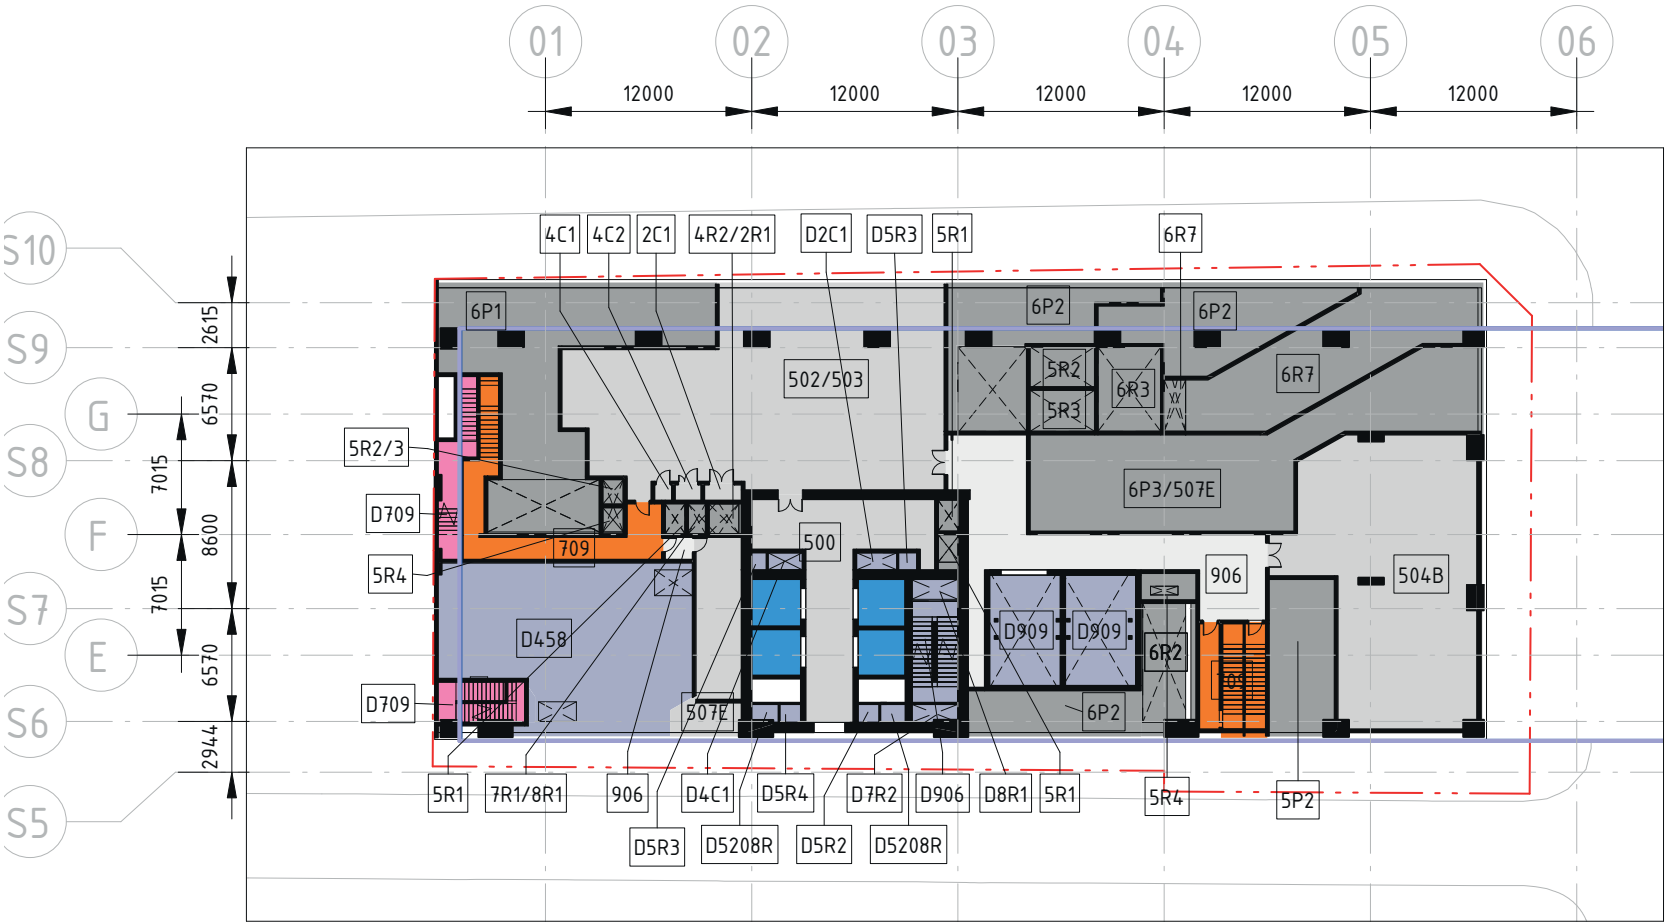 01 02 03 04 05 06
12000 12000 12000 12000 12000
S10
S9
G
S8
F
S7
E
S6
S5
2615
6570
7015
8600
7015
6570
2944
4C1 4C2 2C1 4R2/2R1 D2C1 D5R3 5R1 6R7
6P1 6P2 6P2
502/503 5R2 6R3 6R7
5R3
5R2/3
6P3/507E
D709
709 500
5R4 906 504B
D458 D909 D909 6R2
709
D709 507E 6P2
5R1 7R1/8R1 906 D4C1 D5R4 D7R2 D906 D8R1 5R1 5R4 5P2
D5R3 D5208R D5R2 D5208R